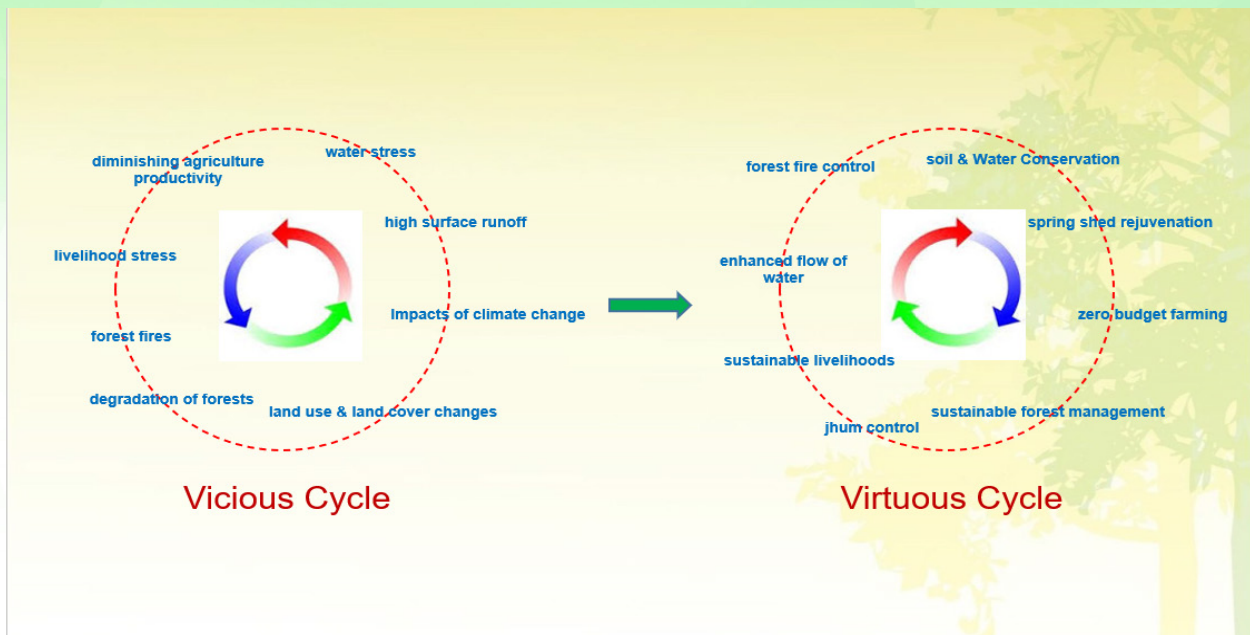 water stress
diminishing agriculture
productivity
high surface runoff
livelihood stress
Impacts of climate change
forest fires
degradation of forests
land use & land cover changes
Vicious Cycle
soil & Water Conservation
forest fire control
spring shed rejuvenation
enhanced flow of
water
zero budget farming
sustainable livelihoods
sustainable forest management
jhum control
Virtuous Cycle